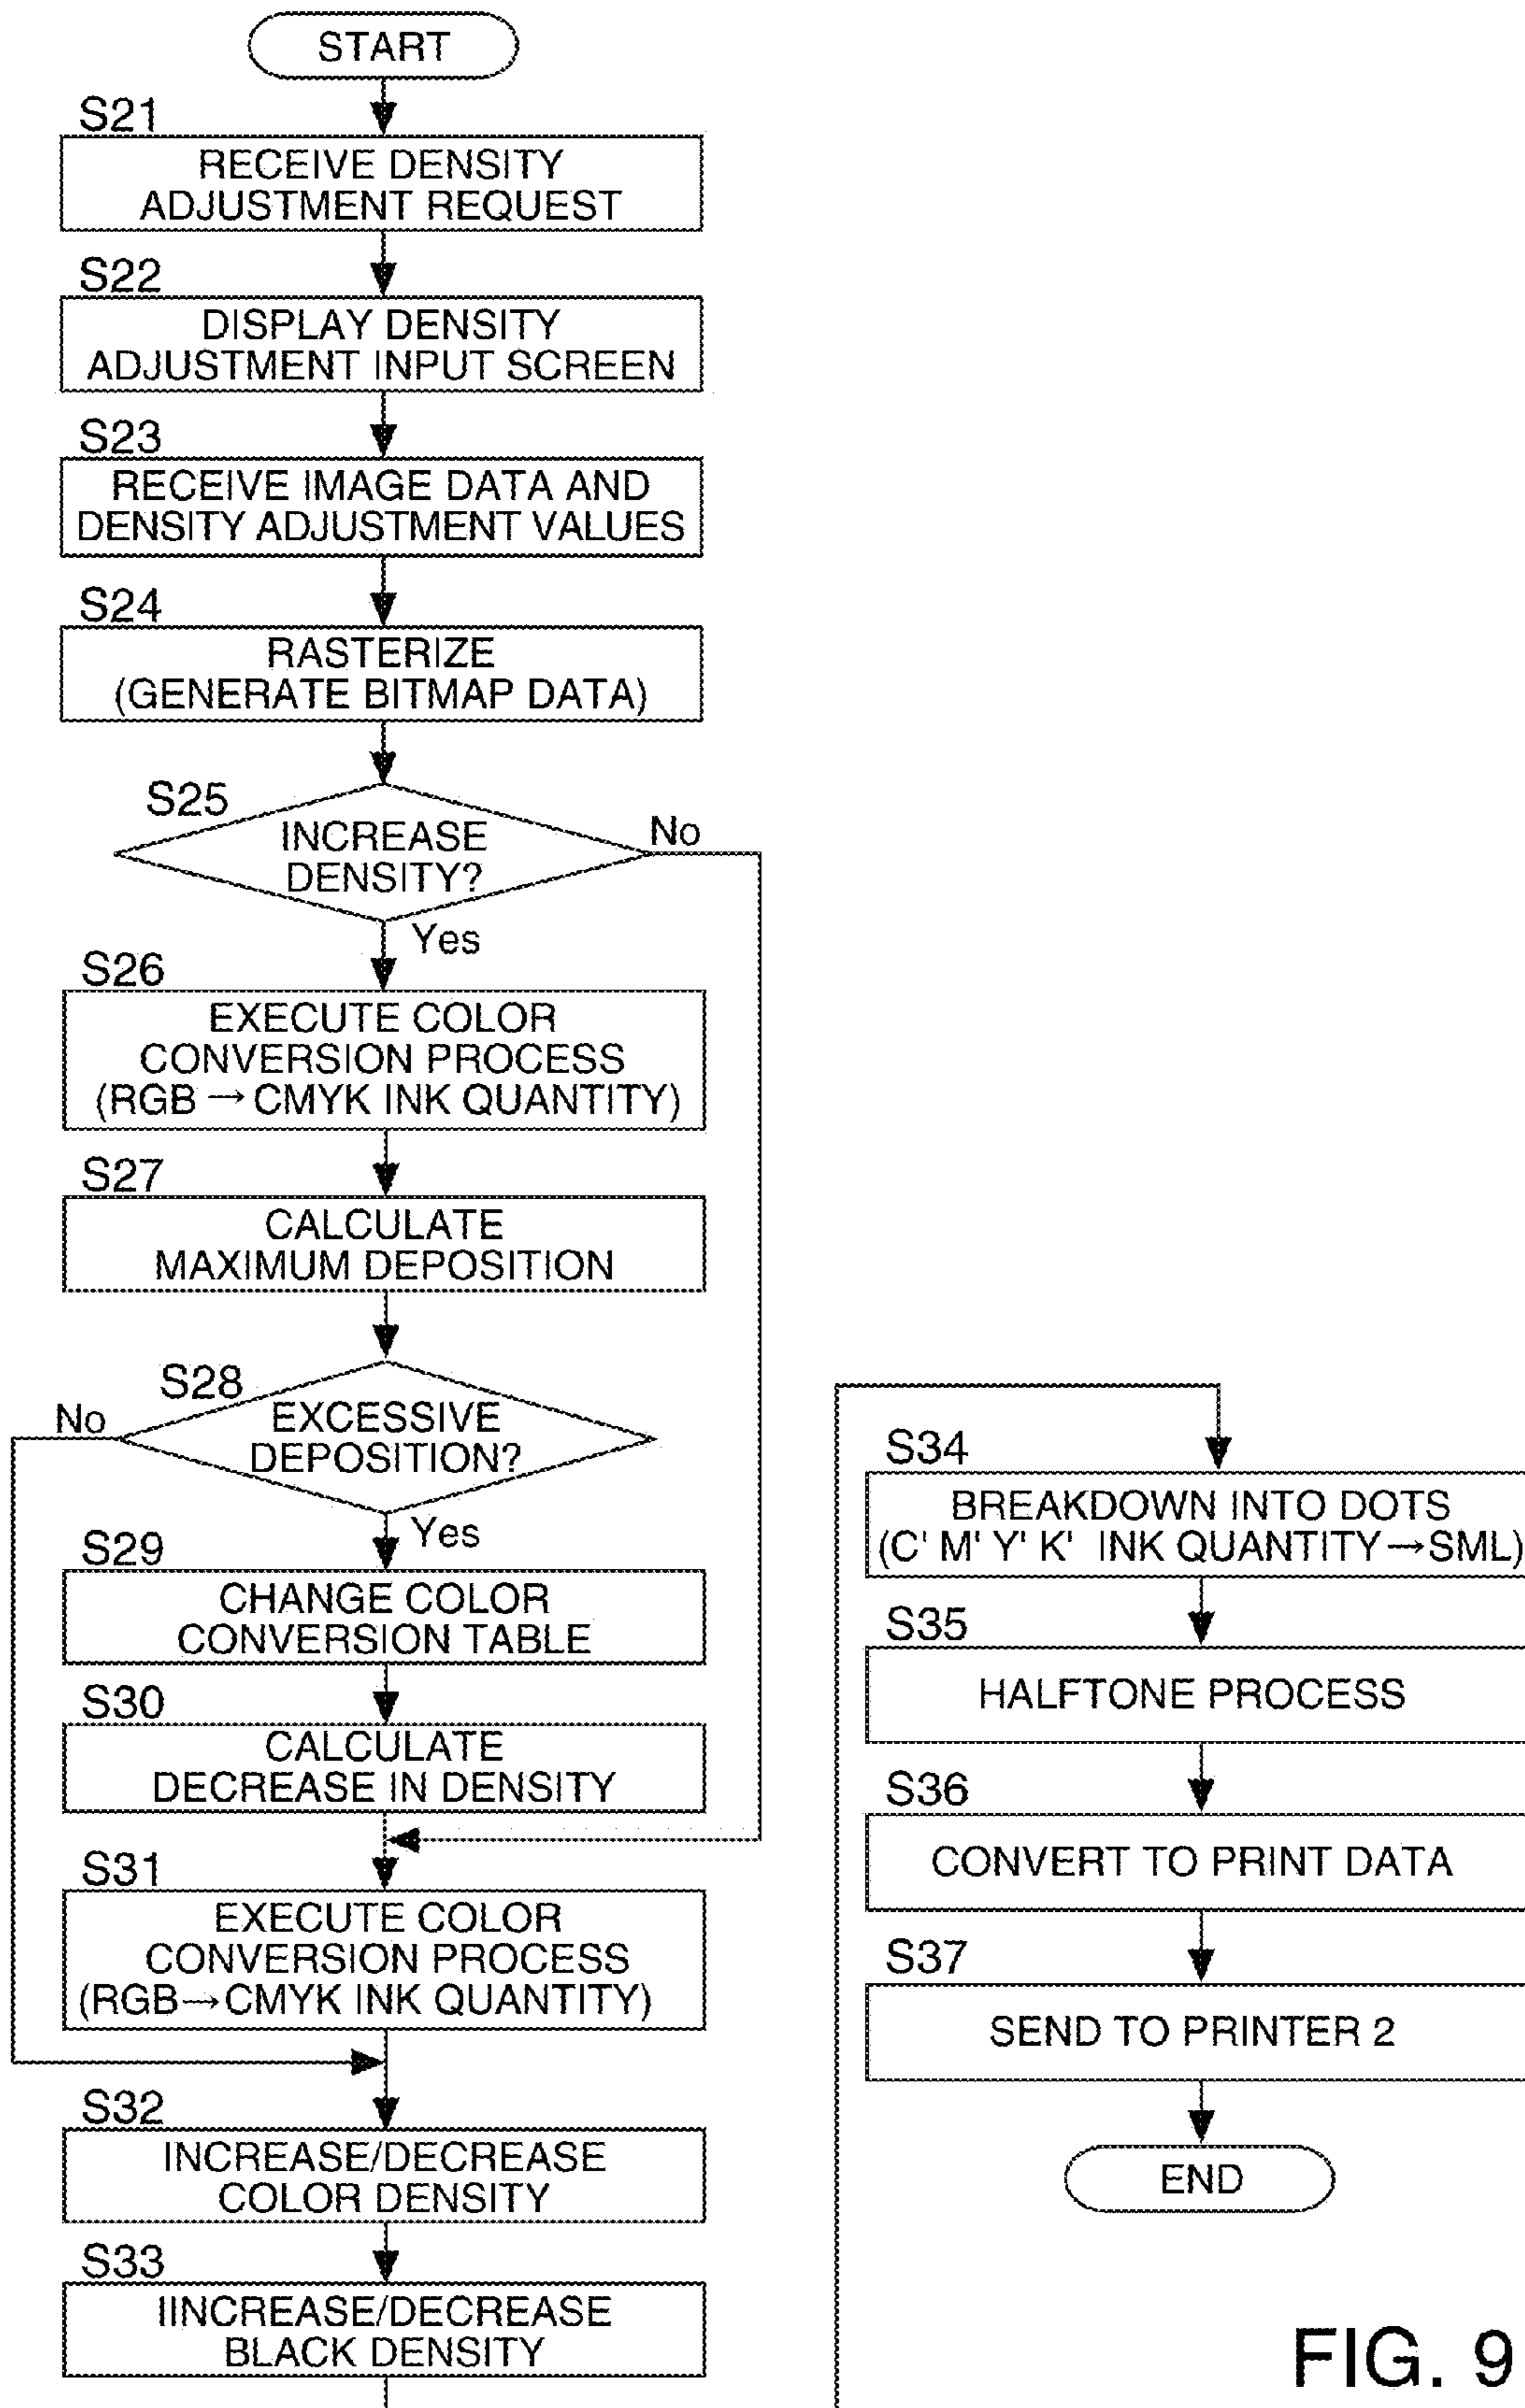 START
S21
RECEIVE DENSITY
ADJUSTMENT REQUEST
S22
DISPLAY DENSITY
ADJUSTMENT INPUT SCREEN
S23
RECEIVE IMAGE DATA AND
DENSITY ADJUSTMENT VALUES
S24
RASTERIZE
(GENERATE BITMAP DATA)
S25
INCREASE
DENSITY?
No
Yes
S26
EXECUTE COLOR
CONVERSION PROCESS
(RGB→CMYK INK QUANTITY)
S27
CALCULATE
MAXIMUM DEPOSITION
S28
EXCESSIVE
DEPOSITION?
No
Yes
S29
CHANGE COLOR
CONVERSION TABLE
S30
CALCULATE
DECREASE IN DENSITY
S31
EXECUTE COLOR
CONVERSION PROCESS
(RGB→CMYK INK QUANTITY)
S32
INCREASE/DECREASE
COLOR DENSITY
S33
IINCREASE/DECREASE
BLACK DENSITY
S34
BREAKDOWN INTO DOTS
(C' M' Y' K' INK QUANTITY→SML)
S35
HALFTONE PROCESS
S36
CONVERT TO PRINT DATA
S37
SEND TO PRINTER 2
END
FIG. 9